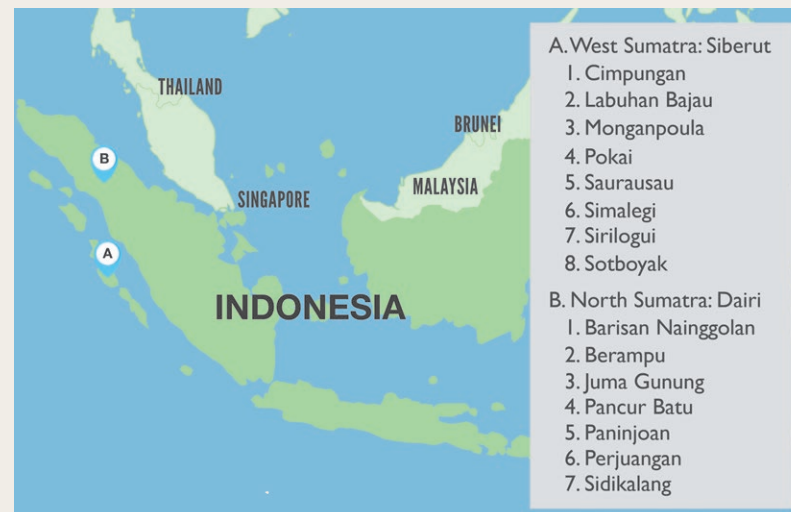 THAILAND
BRUNEI
B
MALAYSIA
SINGAPORE
A
INDONESIA
A. West Sumatra: Siberut
1. Cimpungan
2. Labuhan Bajau
3. Monganpoula
4. Pokai
5. Saurausau
6. Simalegi
7. Sirilogui
8. Sotboyak
B. North Sumatra: Dairi
1. Barisan Nainggolan
2. Berampu
3. Juma Gunung
4. Pancur Batu
5. Paninjoan
6. Perjuangan
7. Sidikalang